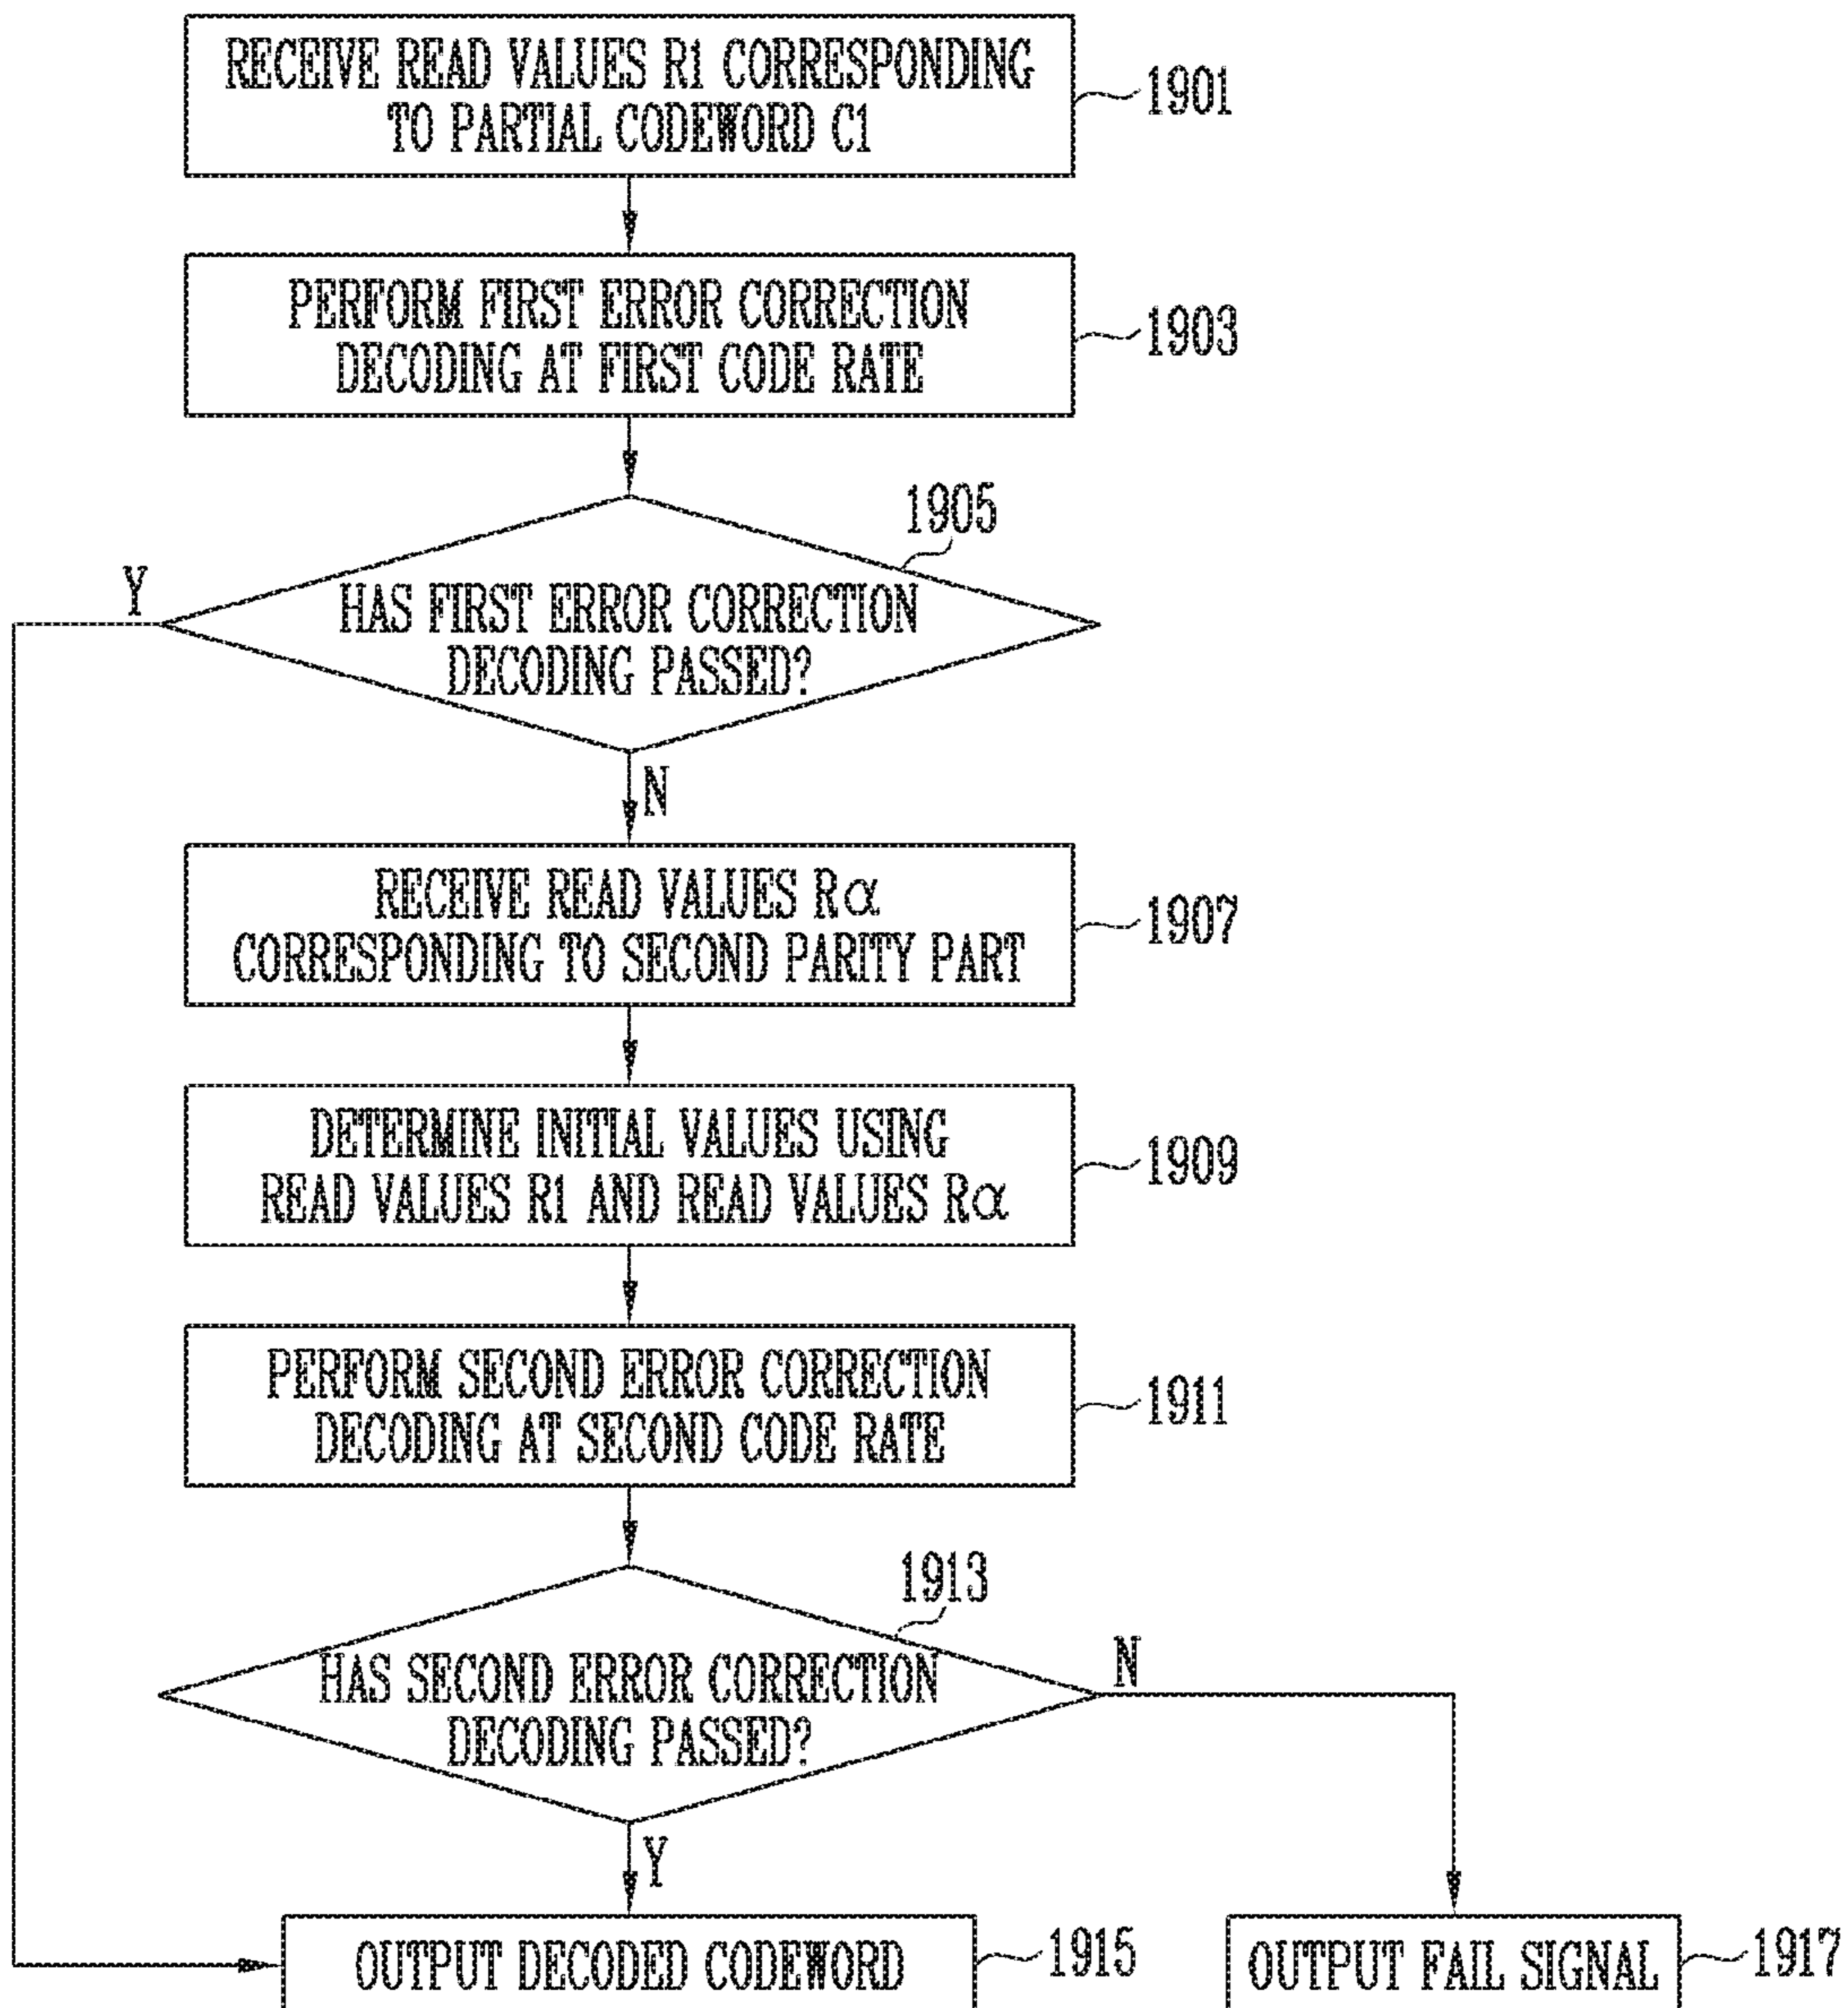 RECEIVE READ VALUES R1 CORRESPONDING
TO PARTIAL CODEWORD C1
1901
PERFORM FIRST ERROR CORRECTION
DECODING AT FIRST CODE RATE
1903
1905
Y
HAS FIRST ERROR CORRECTION
DECODING PASSED?
N
RECEIVE READ VALUES Rα
CORRESPONDING TO SECOND PARITY PART
1907
DETERMINE INITIAL VALUES USING
READ VALUES R1 AND READ VALUES Rα
1909
PERFORM SECOND ERROR CORRECTION
DECODING AT SECOND CODE RATE
1911
1913
HAS SECOND ERROR CORRECTION
DECODING PASSED?
N
Y
OUTPUT DECODED CODEWORD
1915
OUTPUT FAIL SIGNAL
1917